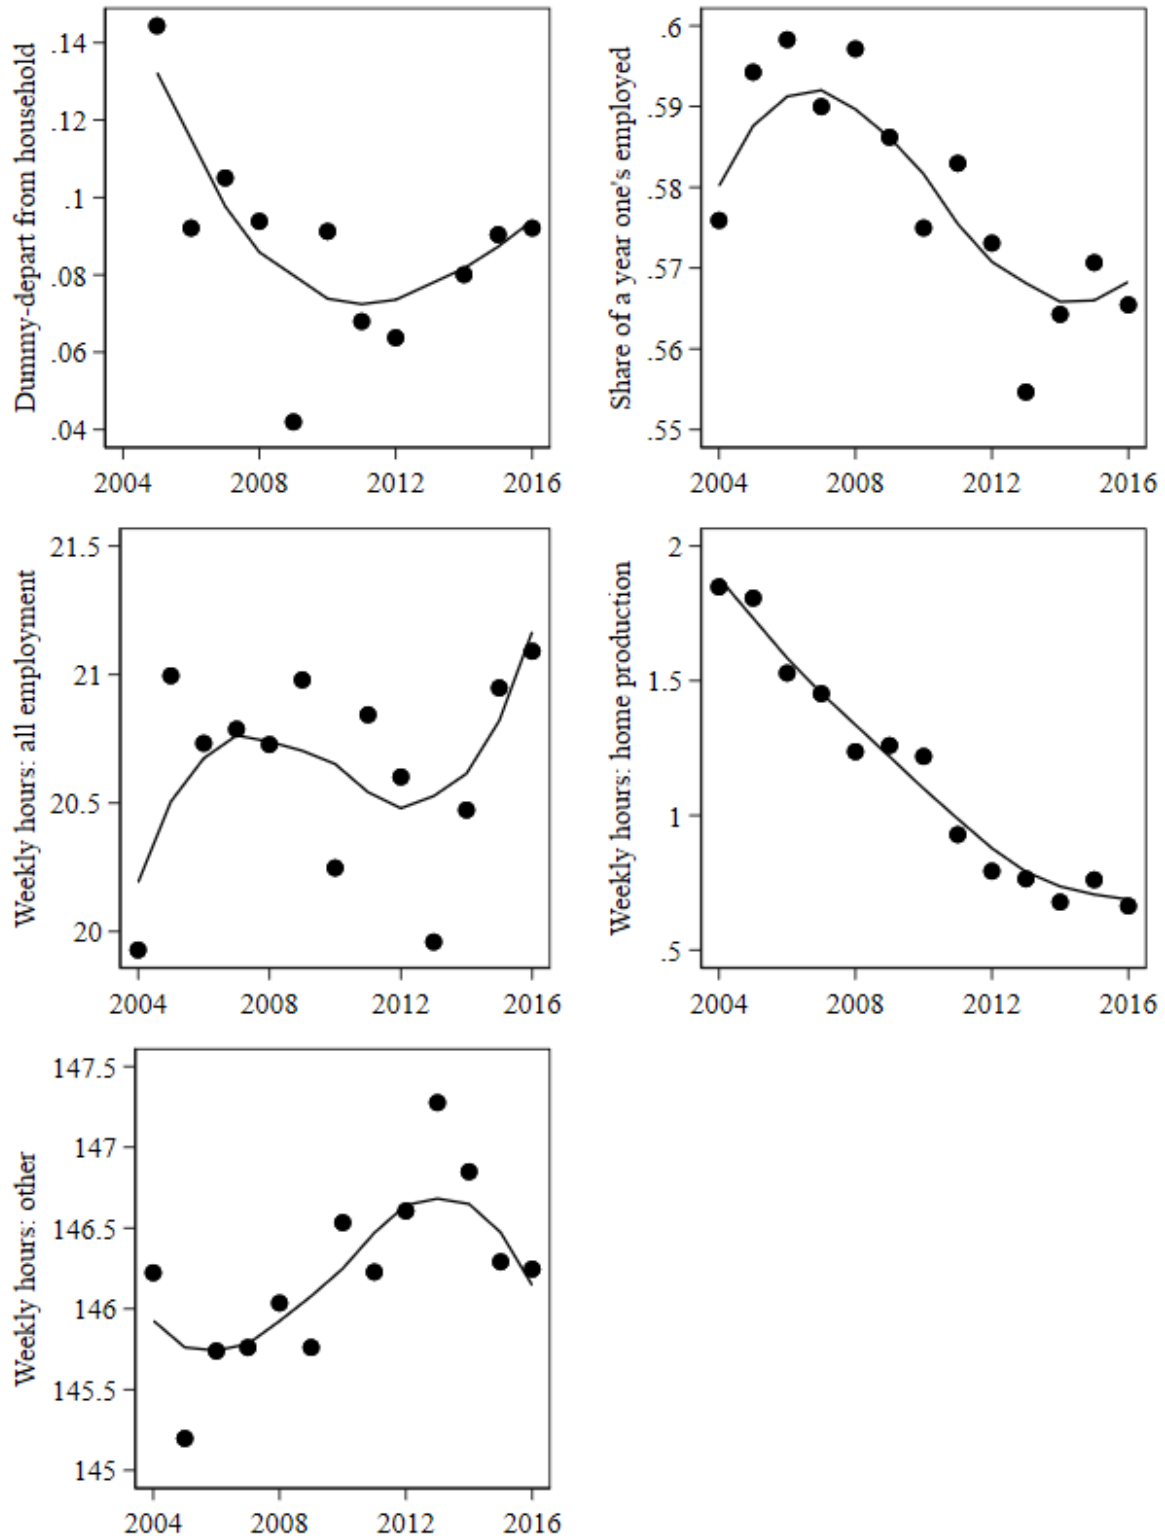 Dummy-depart from household
.14
.12
.1
.08
.06
.04
2004 2008 2012 2016
Share of a year one's employed
.6
.59
.58
.57
.56
.55
2004 2008 2012 2016
Weekly hours: all employment
21.5
21
20.5
20
2004 2008 2012 2016
Weekly hours: home production
2
1.5
1
.5
2004 2008 2012 2016
Weekly hours: other
147.5
147
146.5
146
145.5
145
2004 2008 2012 2016